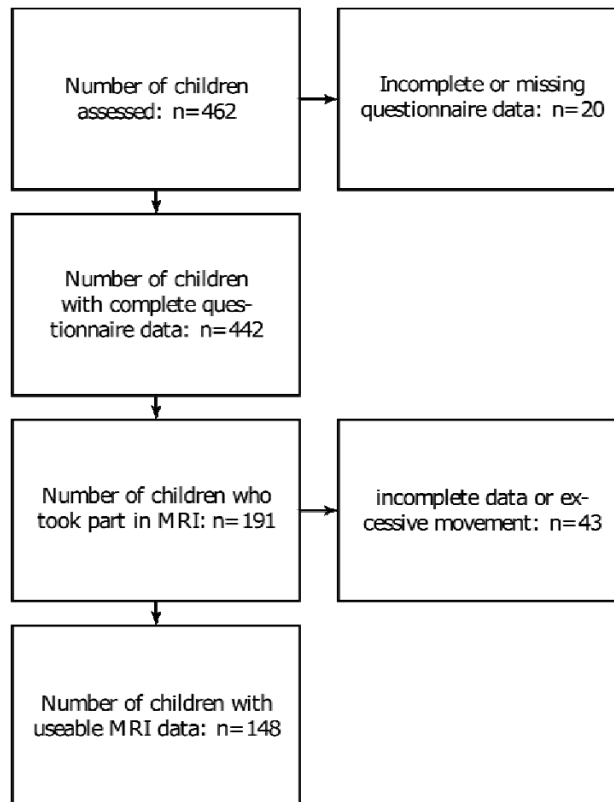 Number of children
assessed: n=462
Incomplete or missing
questionnaire data: n=20
Number of children
with complete ques-
tionnaire data: n=442
Number of children who
took part in MRI: n=191
incomplete data or ex-
cessive movement: n=43
Number of children with
useable MRI data: n=148